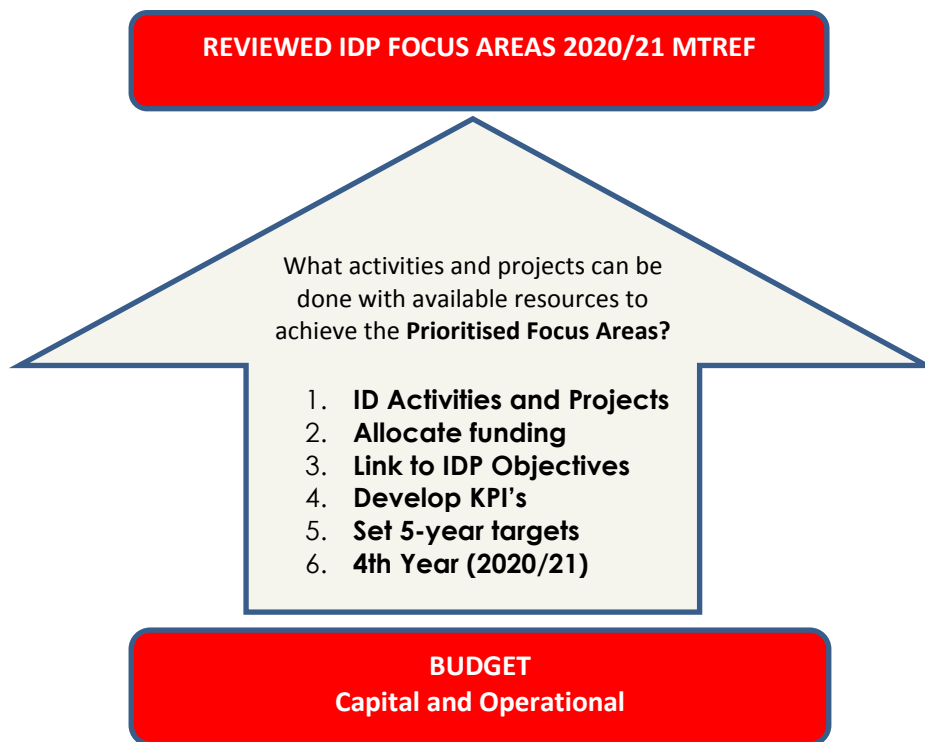 REVIEWED IDP FOCUS AREAS 2020/21 MTREF
What activities and projects can be
done with available resources to
achieve the Prioritised Focus Areas?
1. ID Activities and Projects
2. Allocate funding
3. Link to IDP Objectives
4. Develop KPI's
5. Set 5-year targets
6. 4th Year (2020/21)
BUDGET
Capital and Operational